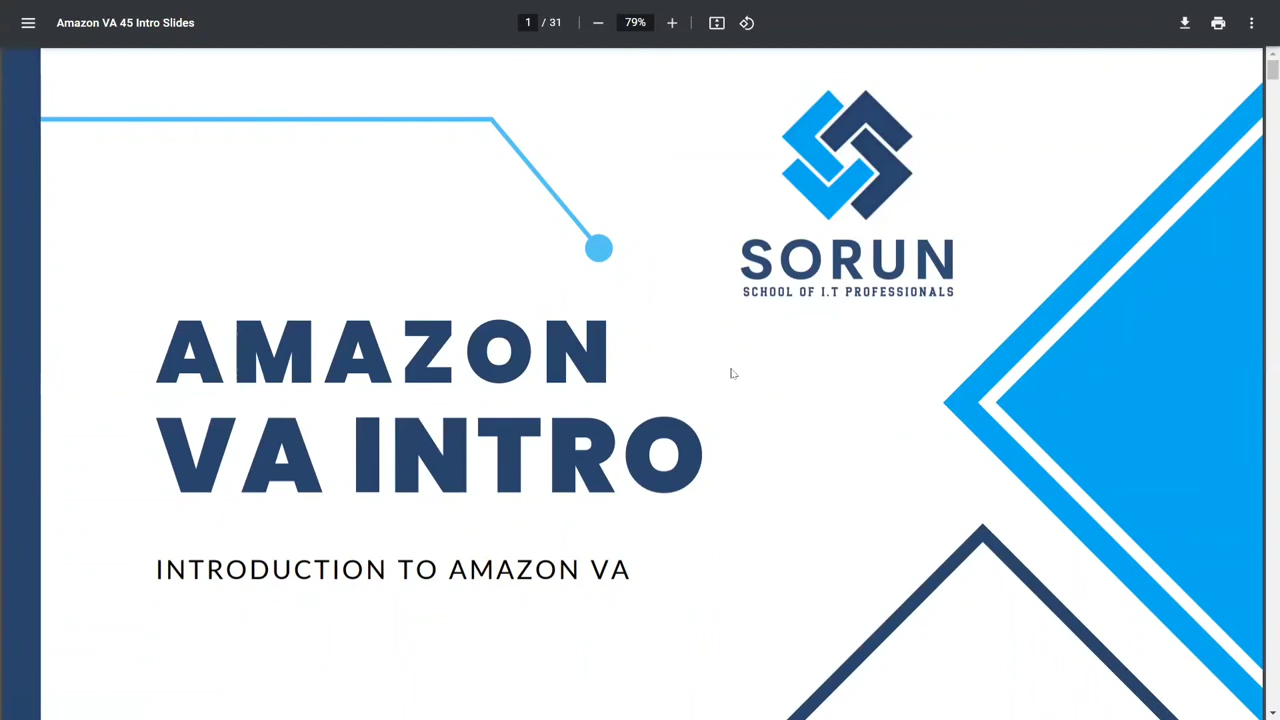 Amazon VA 45 Intro Slides
1 / 31
79%
SORUN
SCHOOL OF I.T PROFESSIONALS
AMAZON
VA INTRO
INTRODUCTION TO AMAZON VA